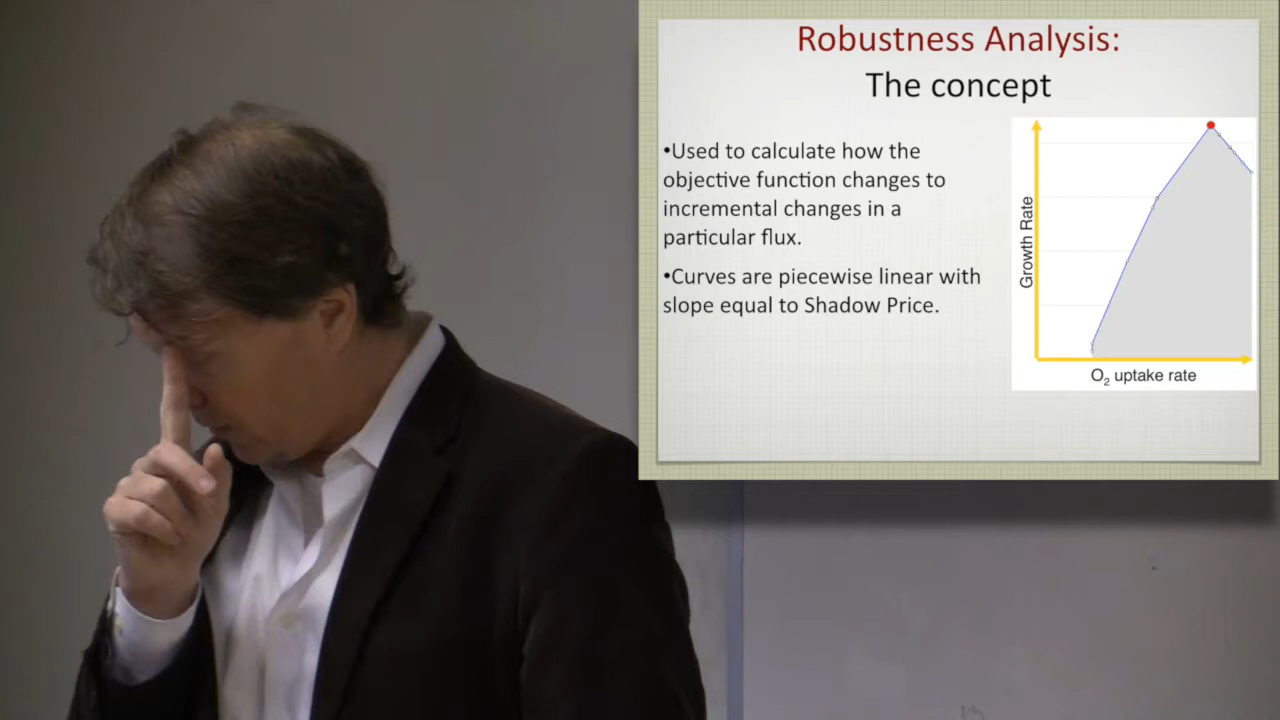 Robustness Analysis:
The concept
•Used to calculate how the
objective function changes to
incremental changes in a
particular flux.
•Curves are piecewise linear with
slope equal to Shadow Price.
Growth Rate
O₂ uptake rate